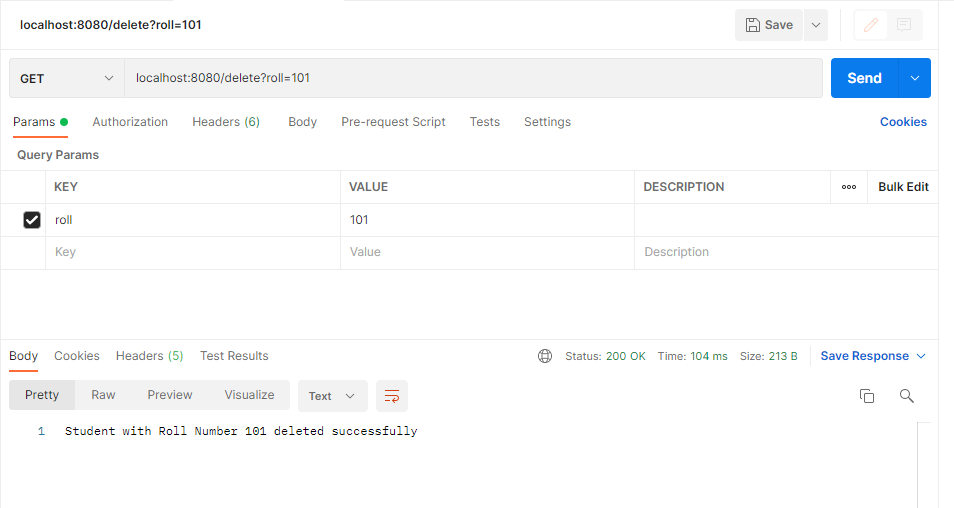 localhost:8080/delete?roll=101 Save
GET localhost:8080/delete?roll=101 Send
Params Authorization Headers (6) Body Pre-request Script Tests Settings Cookies
Query Params
KEY VALUE DESCRIPTION ooo Bulk Edit
roll 101
Key Value Description
Body Cookies Headers (5) Test Results Status: 200 OK Time: 104 ms Size: 213 B Save Response
Pretty Raw Preview Visualize Text
1 Student with Roll Number 101 deleted successfully